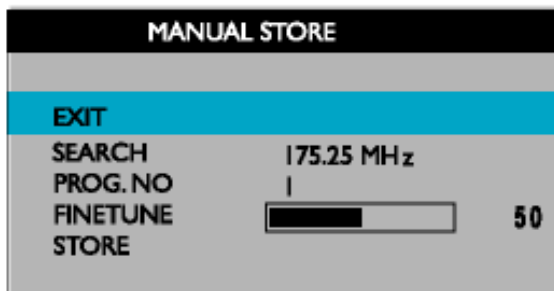 MANUAL STORE
EXIT
SEARCH 175.25 MHz
PROG. NO 1
FINETUNE 50
STORE